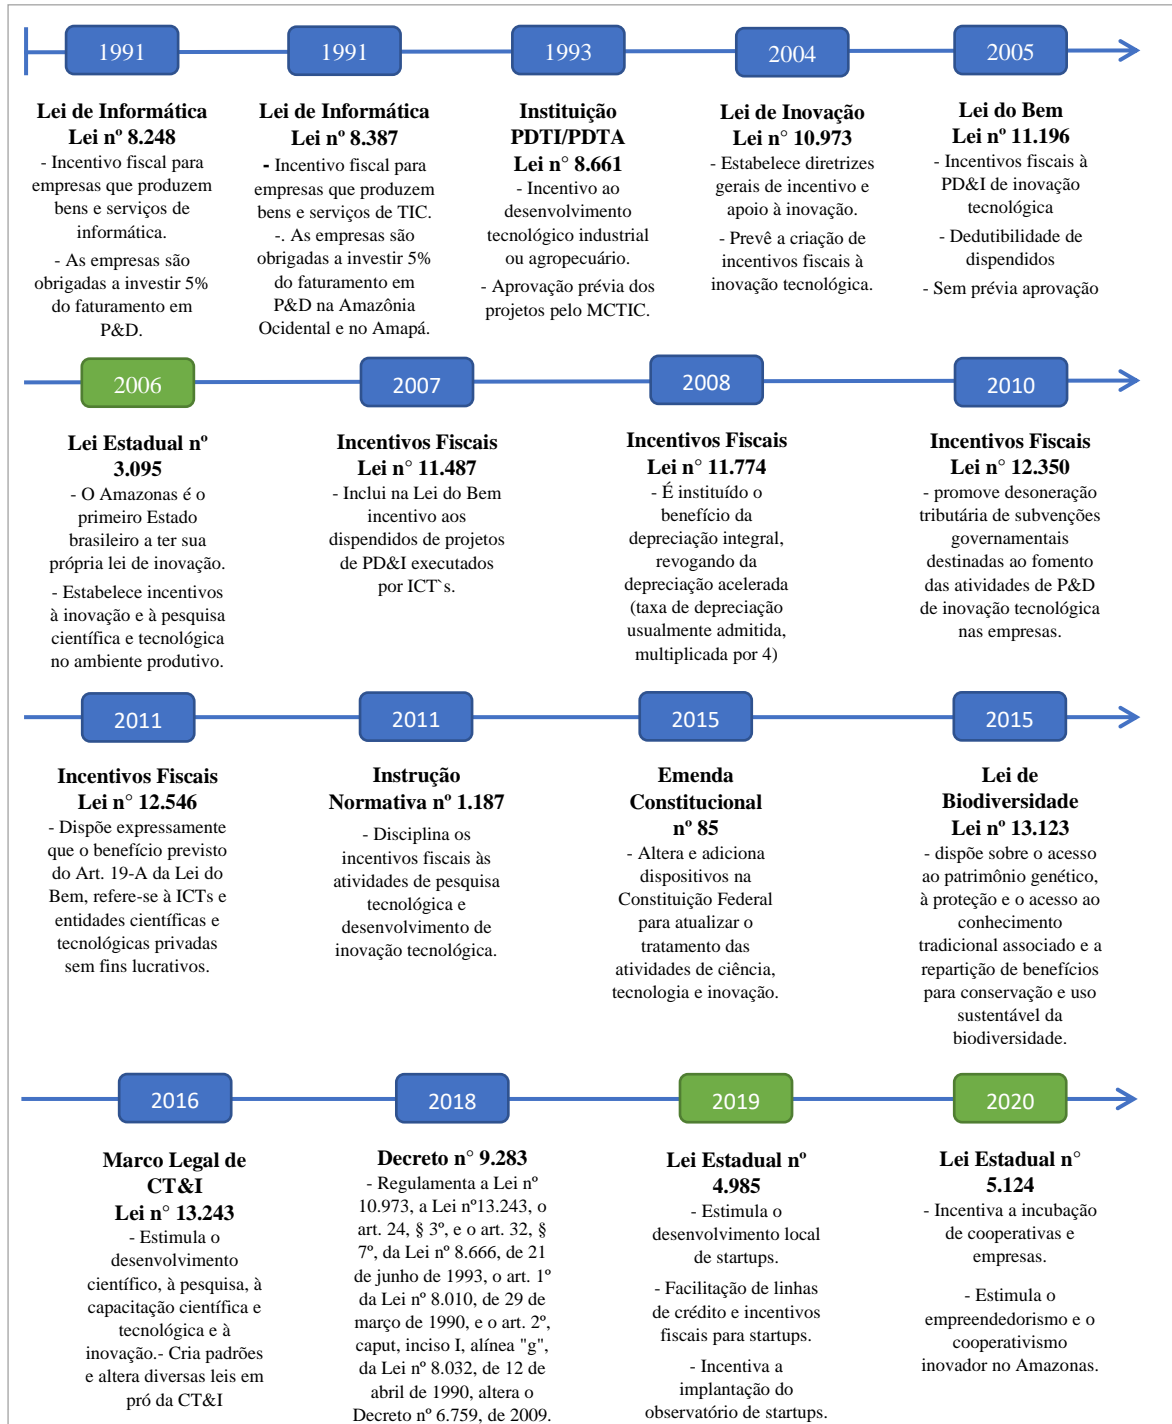 1991
1991
1993
2004
2005
Lei de Informática
Lei nº 8.248
- Incentivo fiscal para
empresas que produzem
bens e serviços de
informática.
- As empresas são
obrigadas a investir 5%
do faturamento em
P&D.
Lei de Informática
Lei nº 8.387
- Incentivo fiscal para
empresas que produzem
bens e serviços de TIC.
-. As empresas são
obrigadas a investir 5%
do faturamento em
P&D na Amazônia
Ocidental e no Amapá.
Instituição
PDTI/PDTA
Lei n° 8.661
- Incentivo ao
desenvolvimento
tecnológico industrial
ou agropecuário.
- Aprovação prévia dos
projetos pelo MCTIC.
Lei de Inovação
Lei n° 10.973
- Estabelece diretrizes
gerais de incentivo e
apoio à inovação.
- Prevê a criação de
incentivos fiscais à
inovação tecnológica.
Lei do Bem
Lei nº 11.196
- Incentivos fiscais à
PD&I de inovação
tecnológica
- Dedutibilidade de
dispendidos
- Sem prévia aprovação
2006
2007
2008
2010
Lei Estadual nº
3.095
- O Amazonas é o
primeiro Estado
brasileiro a ter sua
própria lei de inovação.
- Estabelece incentivos
à inovação e à pesquisa
científica e tecnológica
no ambiente produtivo.
Incentivos Fiscais
Lei n° 11.487
- Inclui na Lei do Bem
incentivo aos
dispendidos de projetos
de PD&I executados
por ICT`s.
Incentivos Fiscais
Lei n° 11.774
- É instituído o
benefício da
depreciação integral,
revogando da
depreciação acelerada
(taxa de depreciação
usualmente admitida,
multiplicada por 4)
Incentivos Fiscais
Lei n° 12.350
- promove desoneração
tributária de subvenções
governamentais
destinadas ao fomento
das atividades de P&D
de inovação tecnológica
nas empresas.
2011
2011
2015
2015
Incentivos Fiscais
Lei n° 12.546
- Dispõe expressamente
que o benefício previsto
do Art. 19-A da Lei do
Bem, refere-se à ICTs e
entidades científicas e
tecnológicas privadas
sem fins lucrativos.
Instrução
Normativa nº 1.187
- Disciplina os
incentivos fiscais às
atividades de pesquisa
tecnológica e
desenvolvimento de
inovação tecnológica.
Emenda
Constitucional
nº 85
- Altera e adiciona
dispositivos na
Constituição Federal
para atualizar o
tratamento das
atividades de ciência,
tecnologia e inovação.
Lei de
Biodiversidade
Lei nº 13.123
- dispõe sobre o acesso
ao patrimônio genético,
à proteção e o acesso ao
conhecimento
tradicional associado e a
repartição de benefícios
para conservação e uso
sustentável da
biodiversidade.
2016
2018
2019
2020
Marco Legal de
CT&I
Lei n° 13.243
- Estimula o
desenvolvimento
científico, à pesquisa, à
capacitação científica e
tecnológica e à
inovação.- Cria padrões
e altera diversas leis em
pró da CT&I
Decreto n° 9.283
- Regulamenta a Lei nº
10.973, a Lei nº13.243, o
art. 24, § 3º, e o art. 32, §
7º, da Lei nº 8.666, de 21
de junho de 1993, o art. 1º
da Lei nº 8.010, de 29 de
março de 1990, e o art. 2º,
caput, inciso I, alínea "g",
da Lei nº 8.032, de 12 de
abril de 1990, altera o
Decreto nº 6.759, de 2009.
Lei Estadual nº
4.985
- Estimula o
desenvolvimento local
de startups.
- Facilitação de linhas
de crédito e incentivos
fiscais para startups.
- Incentiva a
implantação do
observatório de startups.
Lei Estadual n°
5.124
- Incentiva a incubação
de cooperativas e
empresas.
- Estimula o
empreendedorismo e o
cooperativismo
inovador no Amazonas.